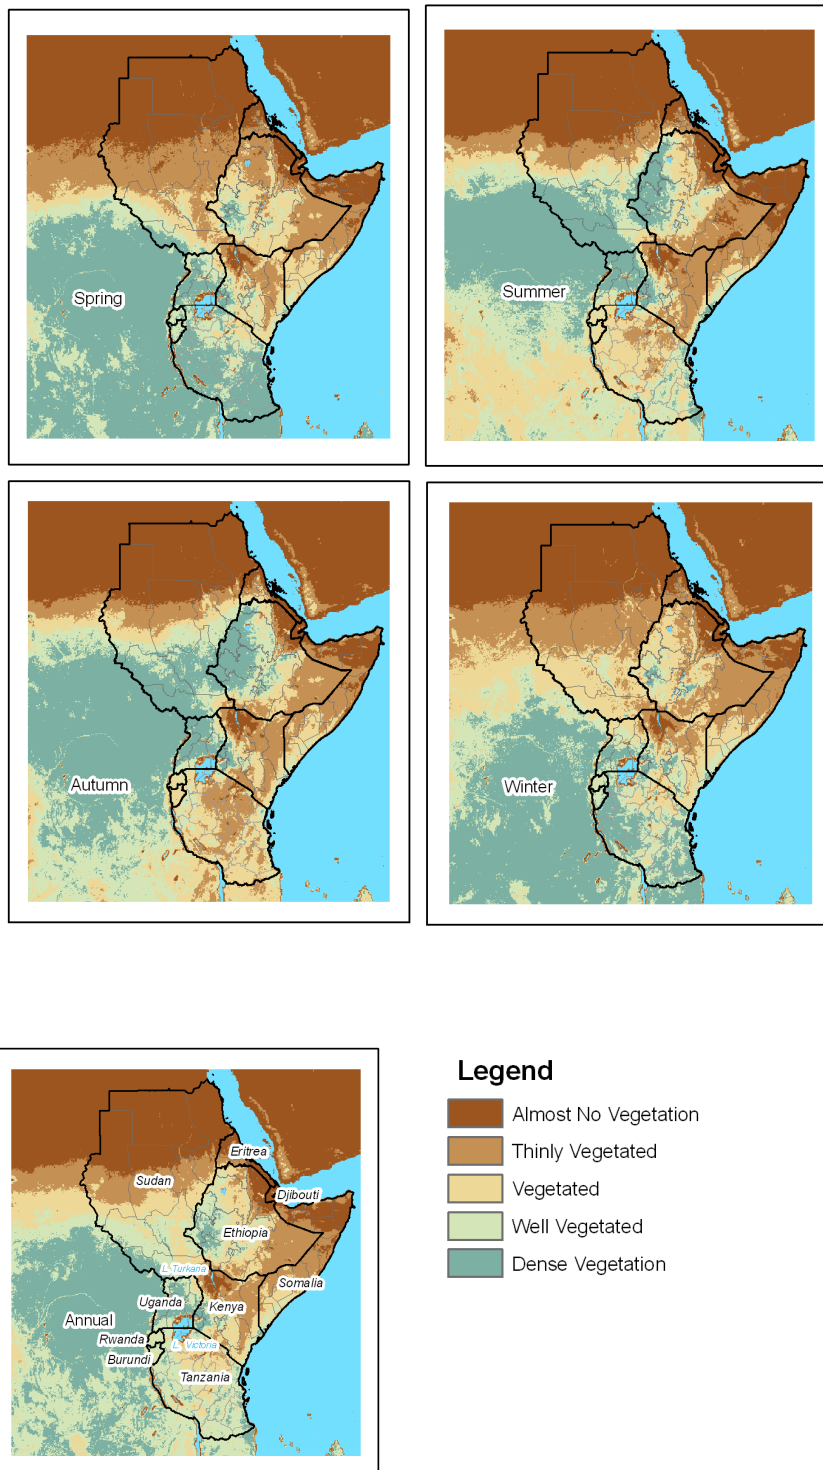 Spring
Summer
Autumn
Winter
Eritrea
Sudan
Djibouti
Ethiopia
L. Turkana
Somalia
Uganda
Kenya
Annual
Rwanda
L. Victoria
Burundi
Tanzania
Legend
Almost No Vegetation
Thinly Vegetated
Vegetated
Well Vegetated
Dense Vegetation